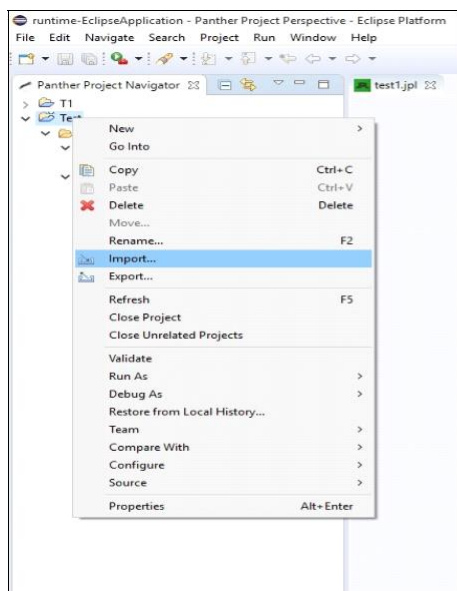 runtime-EclipseApplication - Panther Project Perspective - Eclipse Platform
File Edit Navigate Search Project Run Window Help
Panther Project Navigator
test1.jpl
T1
New
Go Into
Copy Ctrl+C
Paste Ctrl+V
Delete Delete
Move...
Rename... F2
Import...
Export...
Refresh F5
Close Project
Close Unrelated Projects
Validate
Run As
Debug As
Restore from Local History...
Team
Compare With
Configure
Source
Properties Alt+Enter